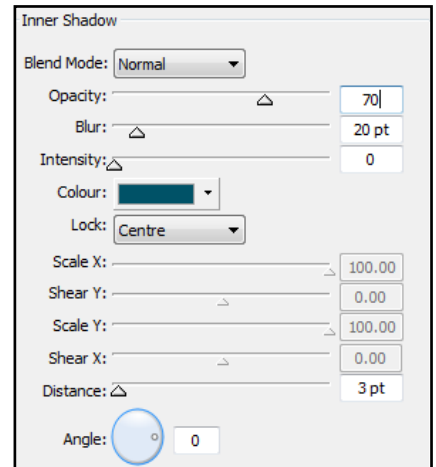 Inner Shadow
Blend Mode: Normal
Opacity: 70
Blur: 20 pt
Intensity: 0
Colour:
Lock: Centre
Scale X: 100.00
Shear Y: 0.00
Scale Y: 100.00
Shear X: 0.00
Distance: 3 pt
Angle: 0